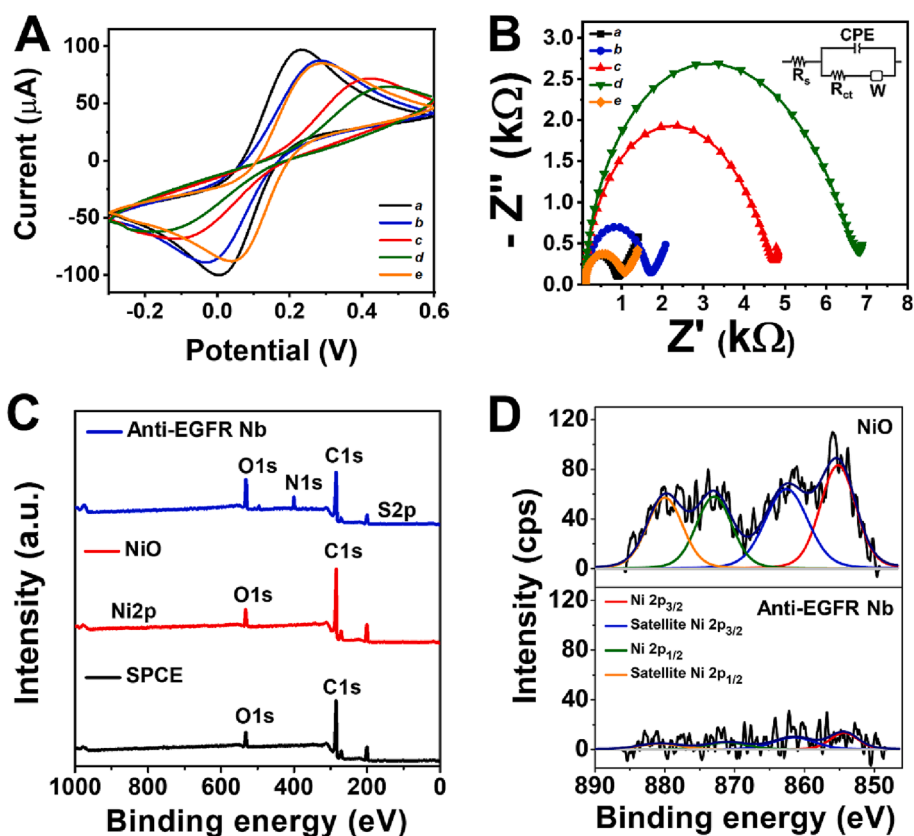 A
Current (µA)
100
50
0
-50
-100
a
b
c
d
e
-0.2
0.0
0.2
0.4
0.6
Potential (V)
B
- Z" (kΩ)
3.0
2.5
2.0
1.5
1.0
0.5
0.0
a
b
c
d
e
CPE
Rs
Rct
W
1
2
3
4
5
6
7
8
Z' (kΩ)
C
Intensity (a.u.)
Anti-EGFR Nb
O1s
N1s
C1s
S2p
NiO
Ni2p
O1s
C1s
SPCE
O1s
C1s
1000
800
600
400
200
0
Binding energy (eV)
D
Intensity (cps)
120
80
40
0
NiO
120
80
40
0
Anti-EGFR Nb
Ni 2p3/2
Satellite Ni 2p3/2
Ni 2p1/2
Satellite Ni 2p1/2
890
880
870
860
850
Binding energy (eV)